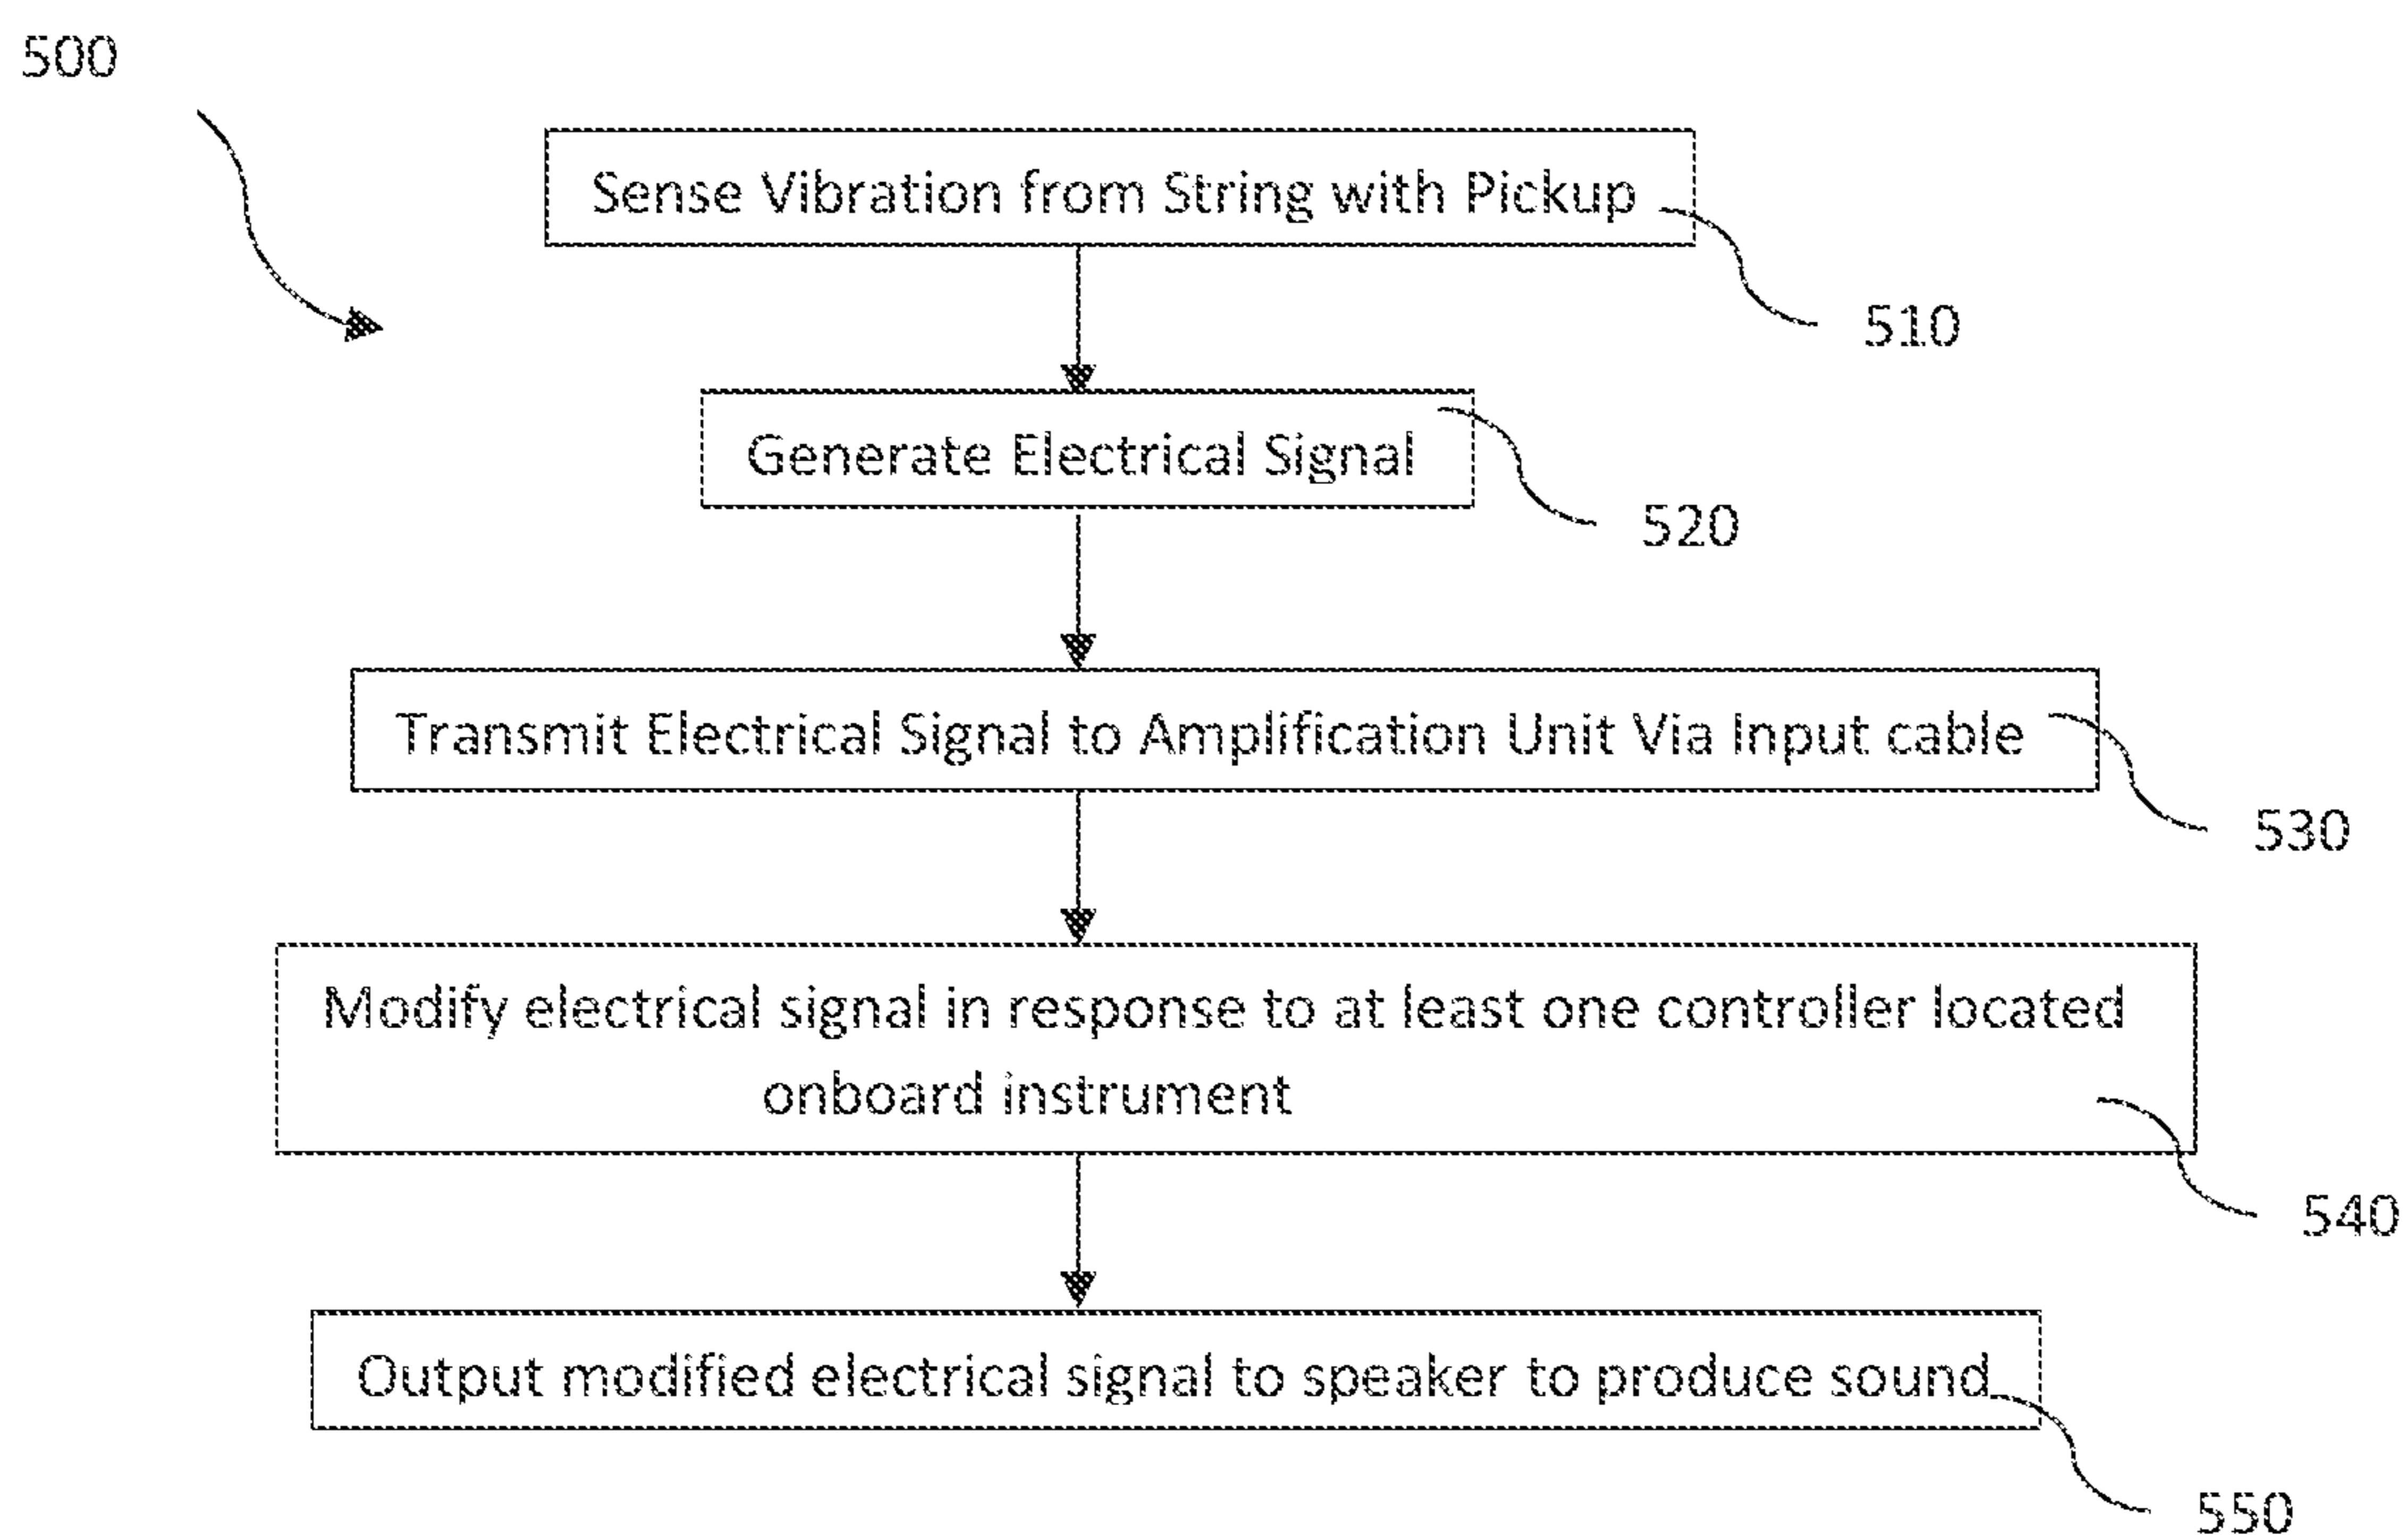 500
Sense Vibration from String with Pickup
510
Generate Electrical Signal
520
Transmit Electrical Signal to Amplification Unit Via Input cable
530
Modify electrical signal in response to at least one controller located
onboard instrument
540
Output modified electrical signal to speaker to produce sound
550